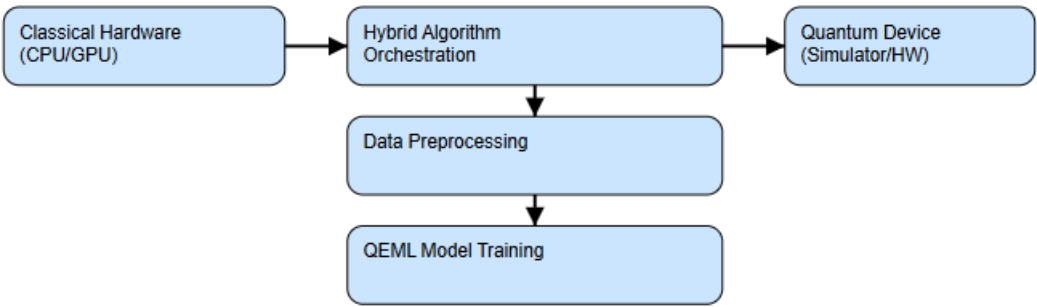 Classical Hardware
(CPU/GPU)
Hybrid Algorithm
Orchestration
Quantum Device
(Simulator/HW)
Data Preprocessing
QEML Model Training